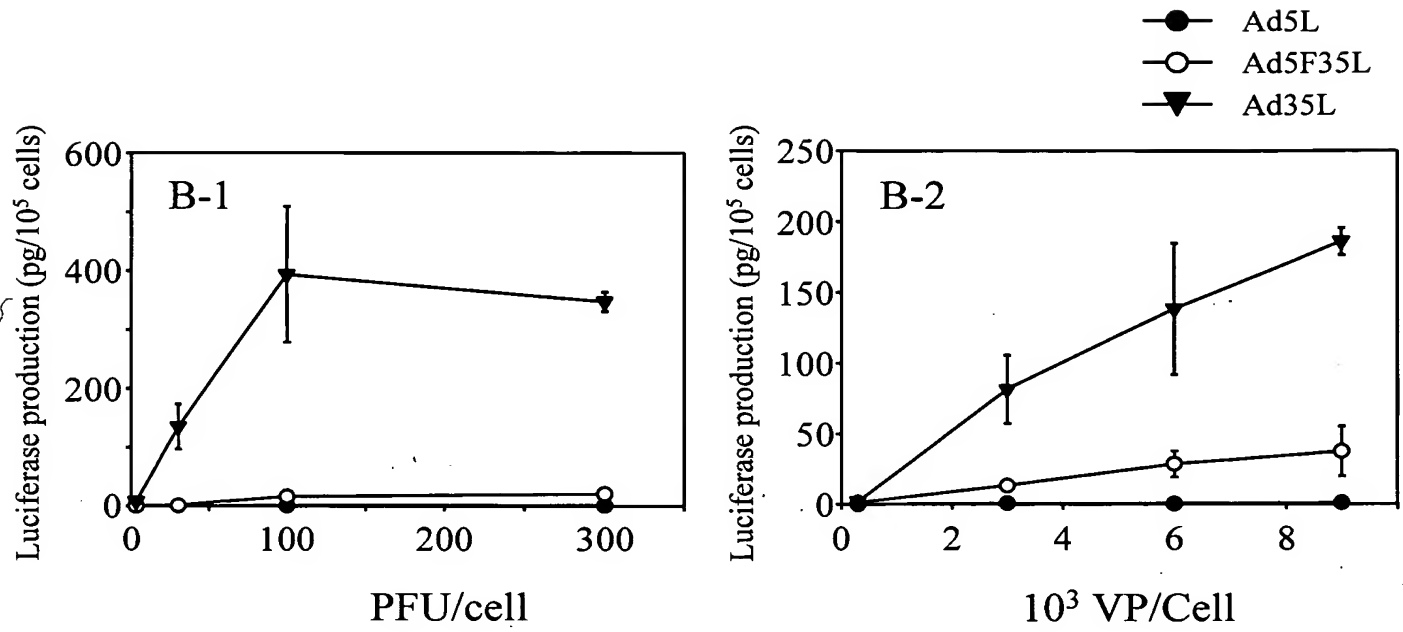 Ad5L
Ad5F35L
Ad35L
Luciferase production (pg/10⁵ cells)
600
400
200
0
B-1
0 100 200 300
PFU/cell
Luciferase production (pg/10⁵ cells)
250
200
150
100
50
0
B-2
0 2 4 6 8
10³ VP/Cell